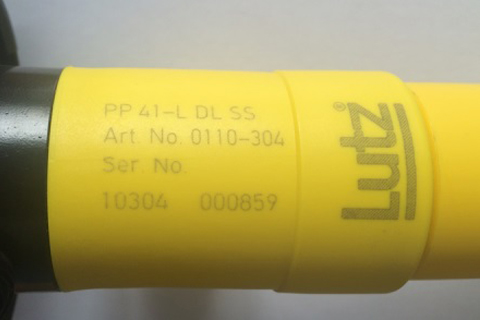 PP 41-L DL SS
Art. No. 0110-304
Ser. No.
10304 000859
Lutz®